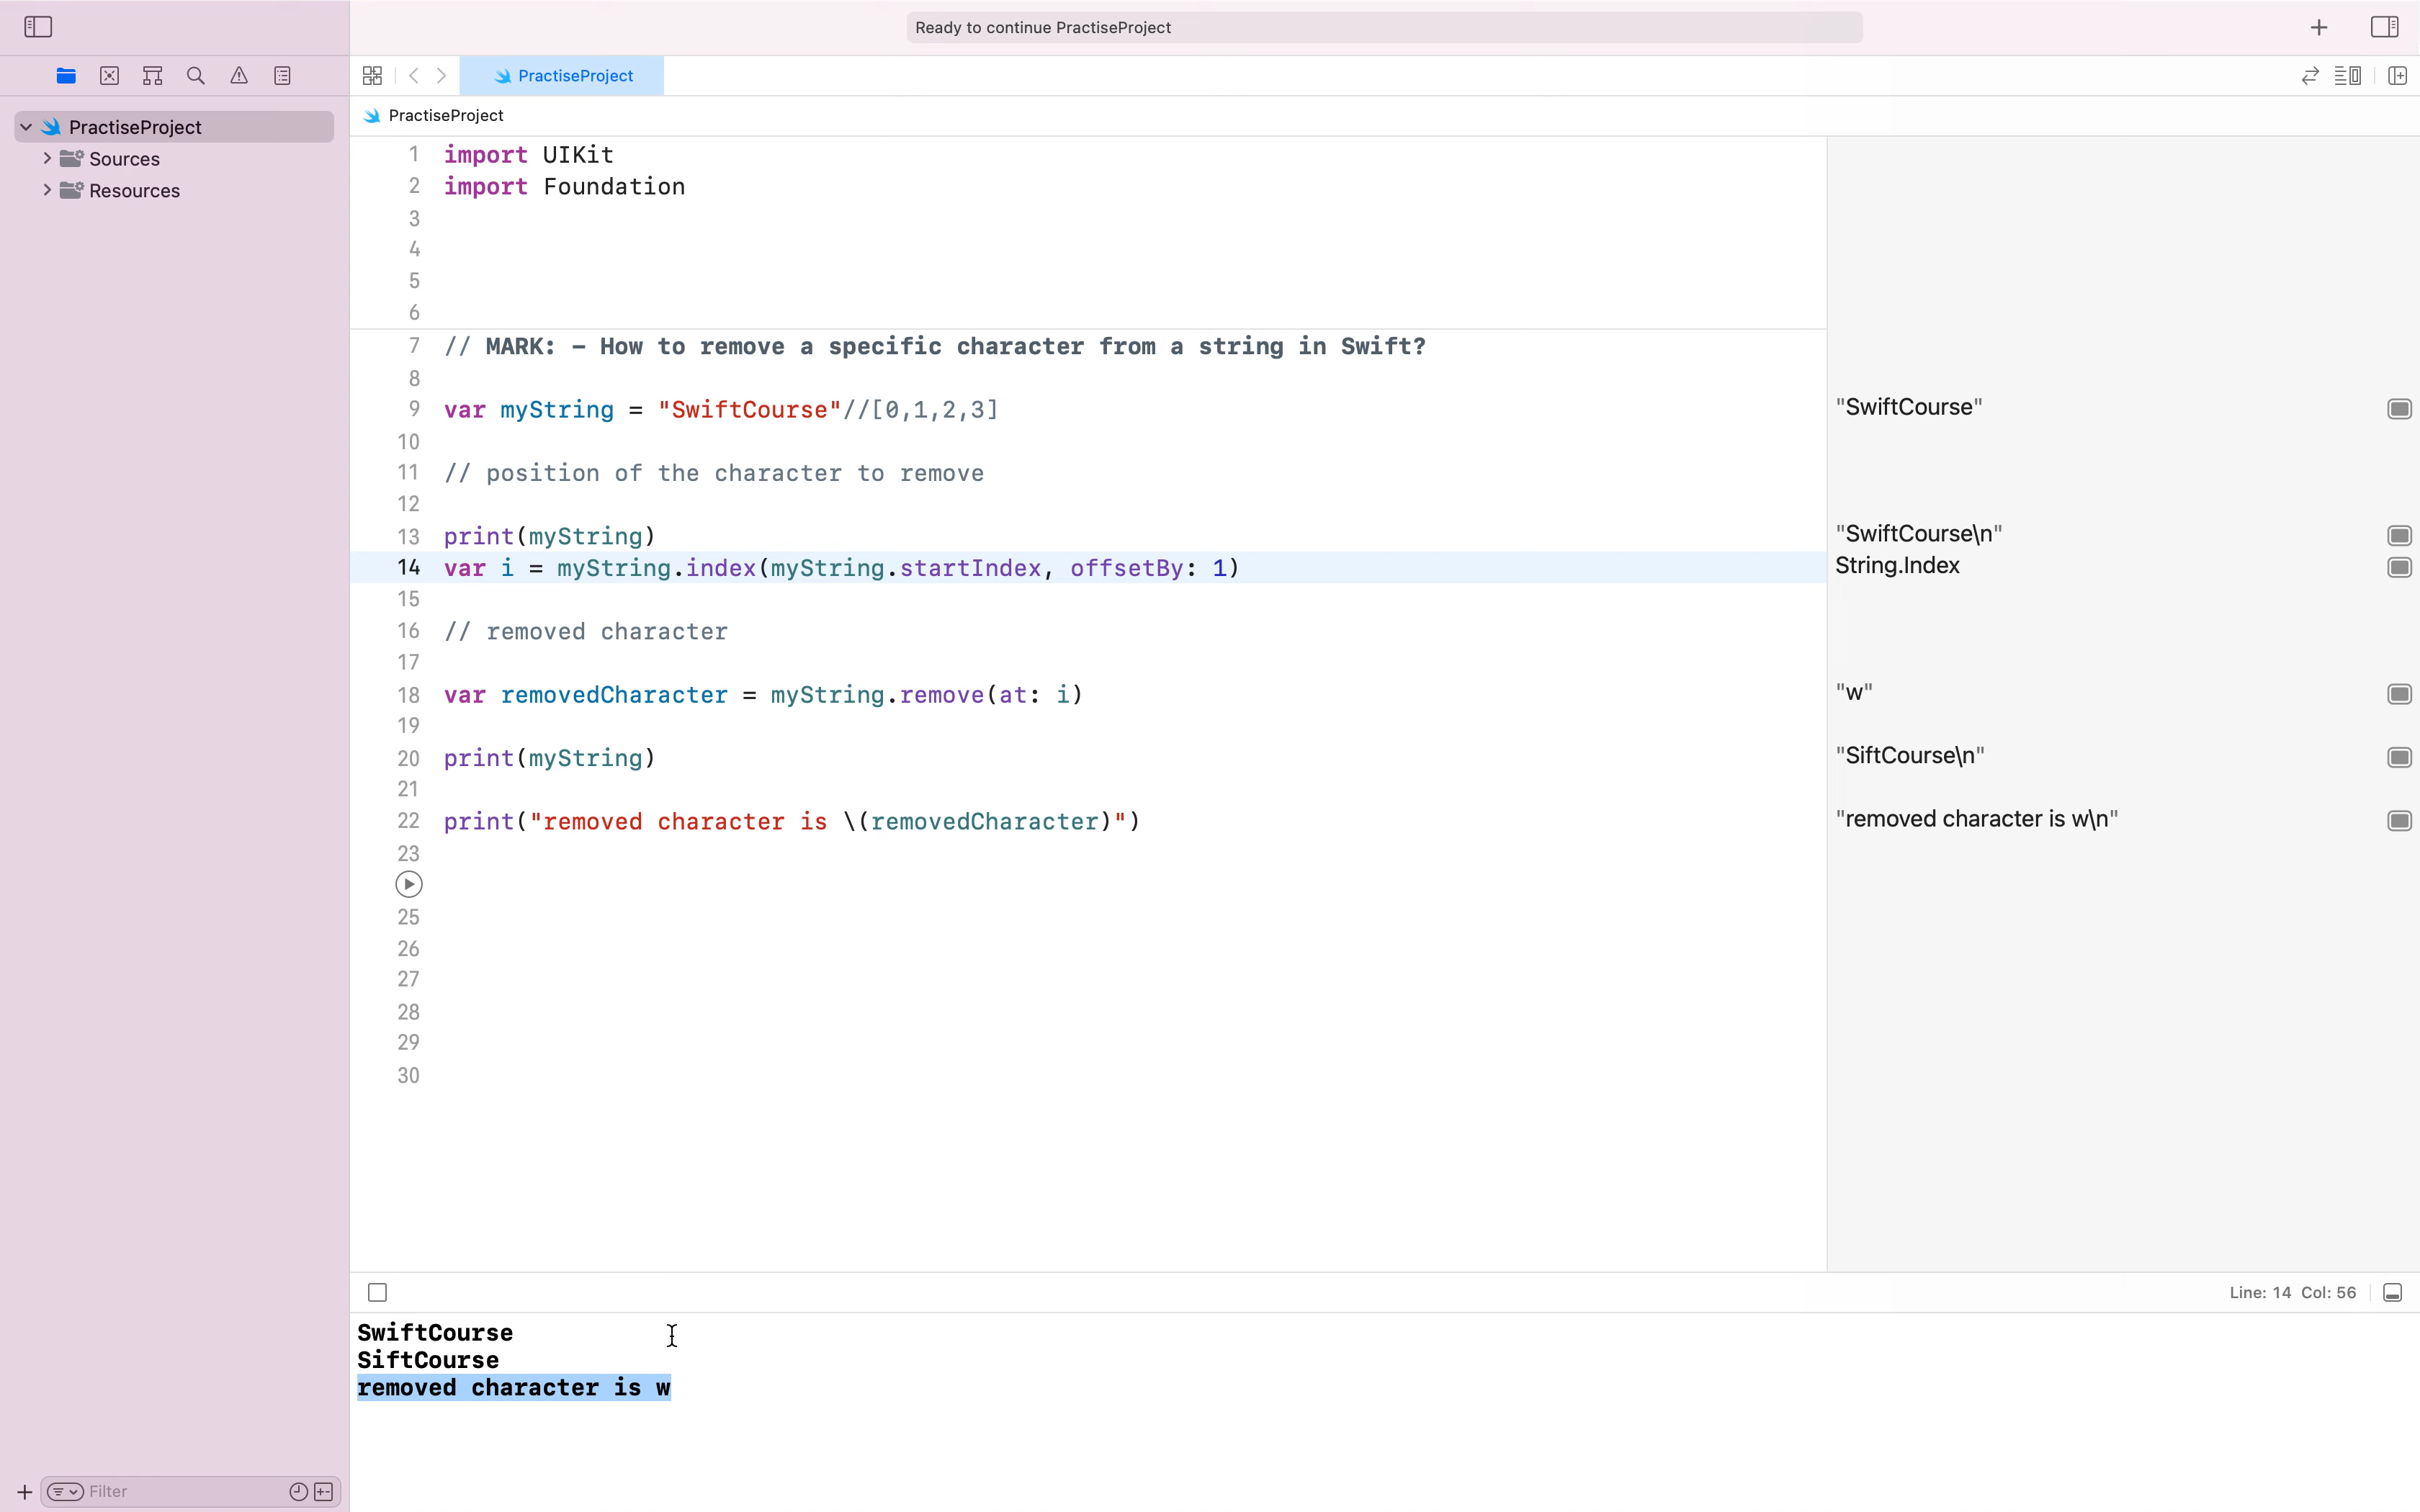 Ready to continue PractiseProject
PractiseProject
PractiseProject
Sources
Resources
PractiseProject
1 import UIKit
2 import Foundation
3
4
5
6
7 // MARK: - How to remove a specific character from a string in Swift?
8
9 var myString = "SwiftCourse"//[0,1,2,3] "SwiftCourse"
10
11 // position of the character to remove
12
13 print(myString) "SwiftCourse\n"
14 var i = myString.index(myString.startIndex, offsetBy: 1) String.Index
15
16 // removed character
17
18 var removedCharacter = myString.remove(at: i) "w"
19
20 print(myString) "SiftCourse\n"
21
22 print("removed character is \(removedCharacter)") "removed character is w\n"
23
25
26
27
28
29
30
Line: 14 Col: 56
SwiftCourse
SiftCourse
removed character is w
Filter